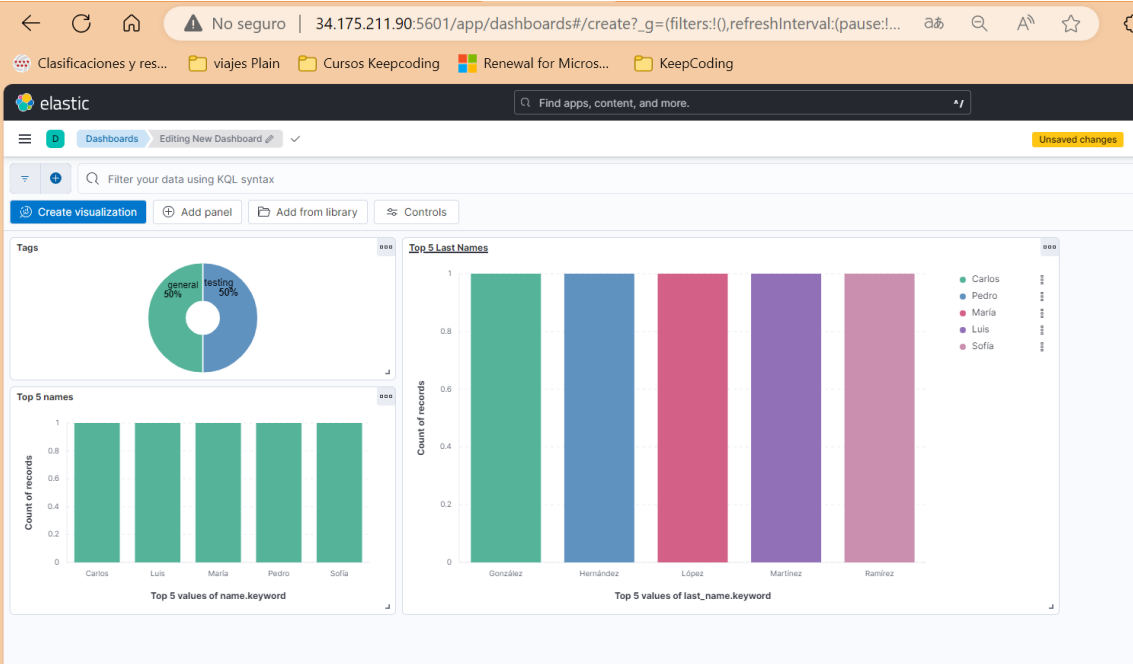 No seguro | 34.175.211.90:5601/app/dashboards#/create?_g=(filters:!(),refreshInterval:(pause:!...
Clasificaciones y res... viajes Plain Cursos Keepcoding Renewal for Micros... KeepCoding
elastic Find apps, content, and more. ^/
D Dashboards Editing New Dashboard Unsaved changes
Filter your data using KQL syntax
Create visualization Add panel Add from library Controls
Tags
general
50%
testing
50%
Top 5 names
Count of records
1
0.8
0.6
0.4
0.2
0
Carlos Luis María Pedro Sofía
Top 5 values of name.keyword
Top 5 Last Names
Count of records
1
0.8
0.6
0.4
0.2
0
González Hernández López Martínez Ramírez
Top 5 values of last_name.keyword
Carlos
Pedro
María
Luis
Sofía